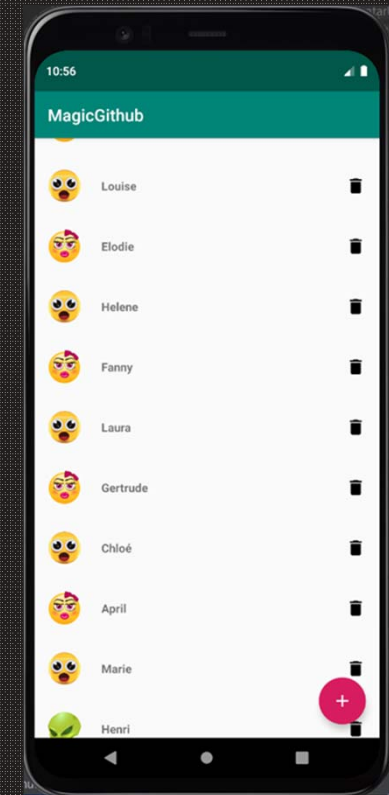 10:56
MagicGithub
Louise
Elodie
Helene
Fanny
Laura
Gertrude
Chloé
April
Marie
Henri